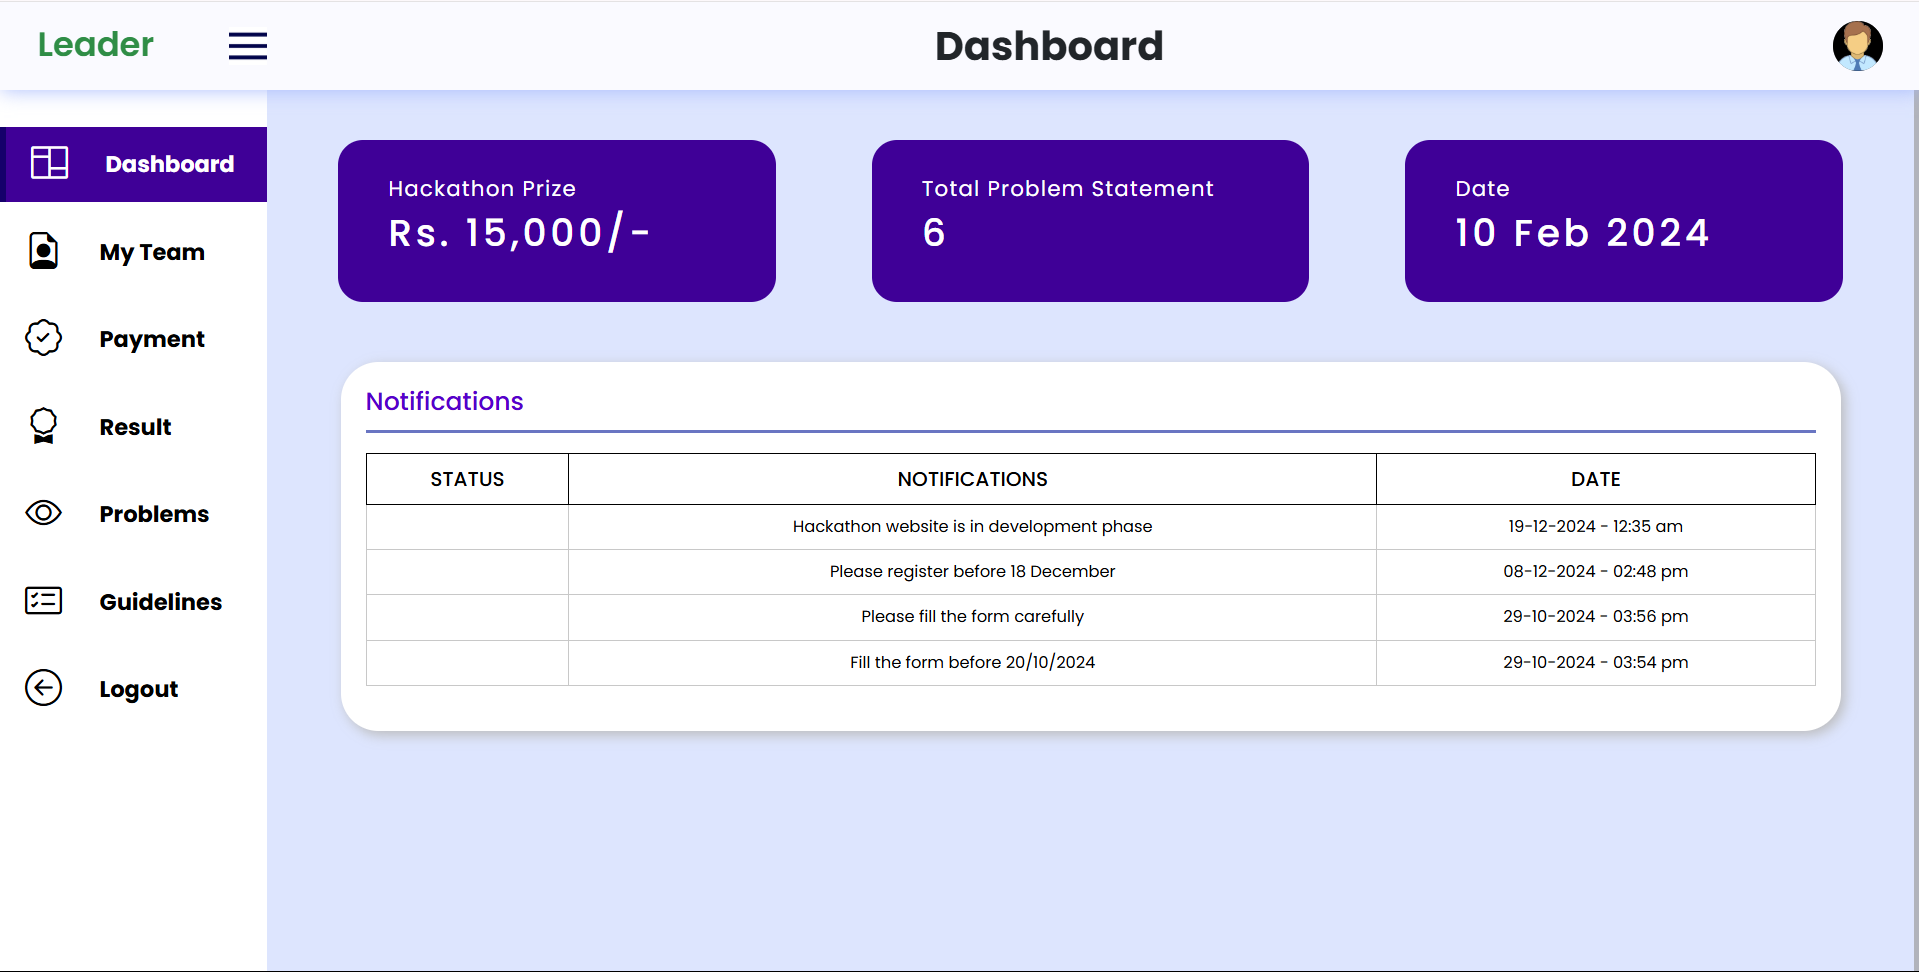 Leader
Dashboard
Dashboard
My Team
Payment
Result
Problems
Guidelines
Logout
Hackathon Prize
Rs. 15,000/-
Total Problem Statement
6
Date
10 Feb 2024
Notifications
STATUS NOTIFICATIONS DATE
Hackathon website is in development phase 19-12-2024 - 12:35 am
Please register before 18 December 08-12-2024 - 02:48 pm
Please fill the form carefully 29-10-2024 - 03:56 pm
Fill the form before 20/10/2024 29-10-2024 - 03:54 pm